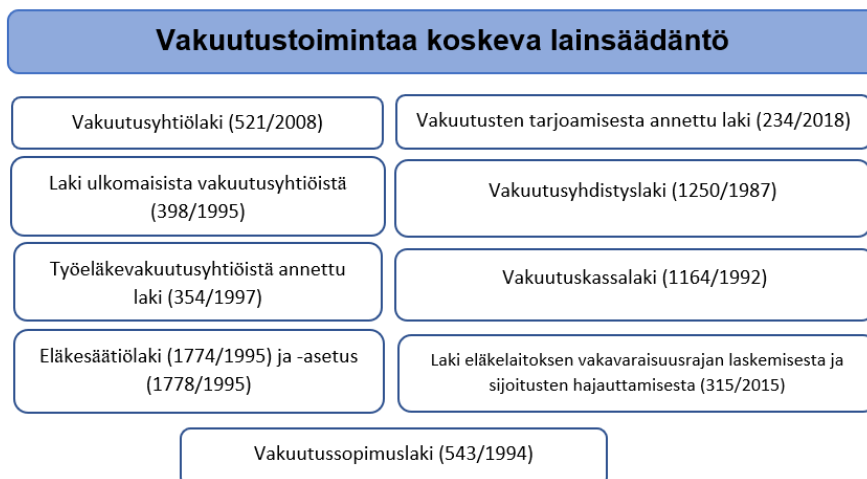 Vakuutustoimintaa koskeva lainsäädäntö
Vakuutusyhtiölaki (521/2008)
Vakuutusten tarjoamisesta annettu laki (234/2018)
Laki ulkomaisista vakuutusyhtiöistä
(398/1995)
Vakuutusyhdistyslaki (1250/1987)
Työeläkevakuutusyhtiöistä annettu
laki (354/1997)
Vakuutuskassalaki (1164/1992)
Eläkesäätiölaki (1774/1995) ja -asetus
(1778/1995)
Laki eläkelaitoksen vakavaraisuusrajan laskemisesta ja
sijoitusten hajauttamisesta (315/2015)
Vakuutussopimuslaki (543/1994)